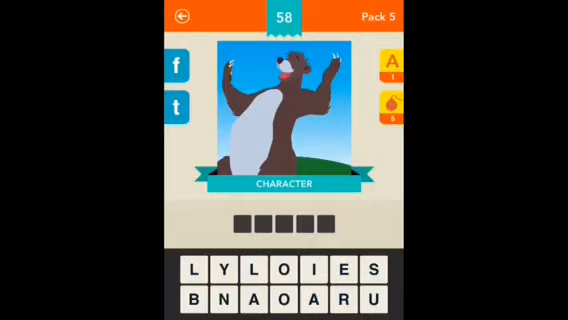 58
Pack 5
f
t
A
1
5
CHARACTER
L Y L O I E S
B N A O A R U